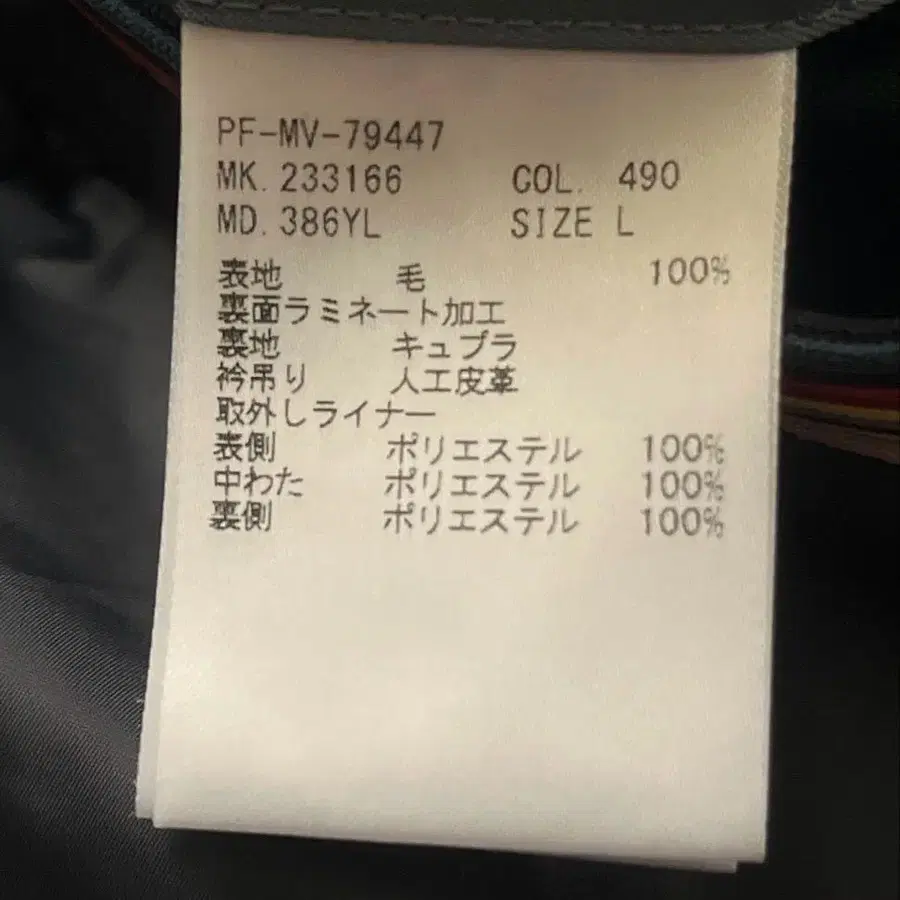 PF-MV-79447
MK. 233166 COL. 490
MD. 386YL SIZE L
表地 毛 100%
裏面ラミネート加工
裏地 キュプラ
衿吊り 人工皮革
取外しライナー
表側 ポリエステル 100%
中わた ポリエステル 100%
裏側 ポリエステル 100%